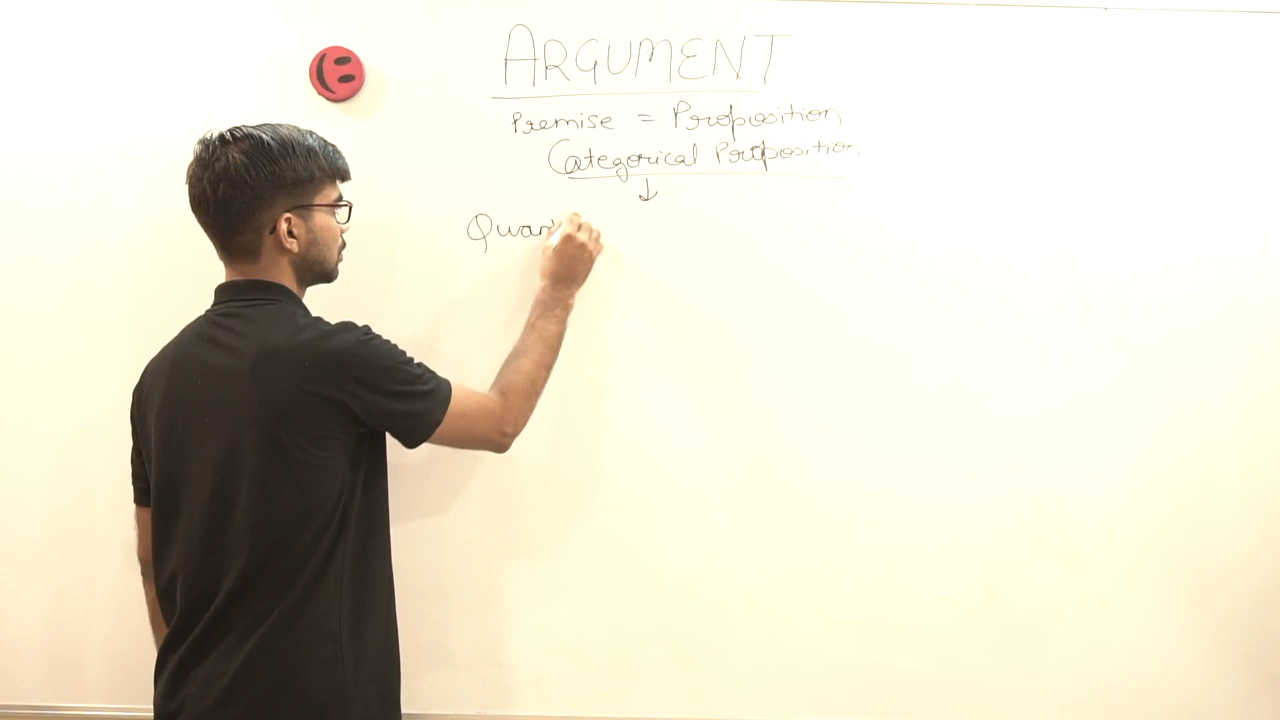 ARGUMENT
Premise = Proposition
Categorical Proposition
↓
Quan